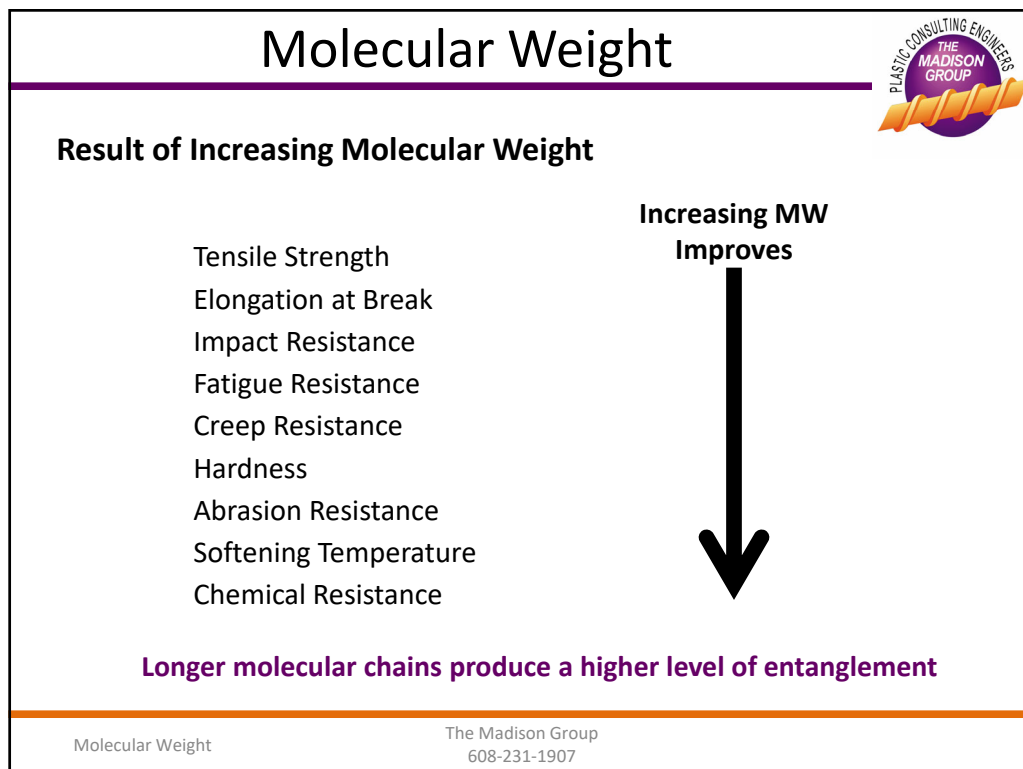 Molecular Weight
PLASTIC CONSULTING ENGINEERS
THE
MADISON
GROUP
Result of Increasing Molecular Weight
Increasing MW
Improves
Tensile Strength
Elongation at Break
Impact Resistance
Fatigue Resistance
Creep Resistance
Hardness
Abrasion Resistance
Softening Temperature
Chemical Resistance
Longer molecular chains produce a higher level of entanglement
Molecular Weight
The Madison Group
608-231-1907